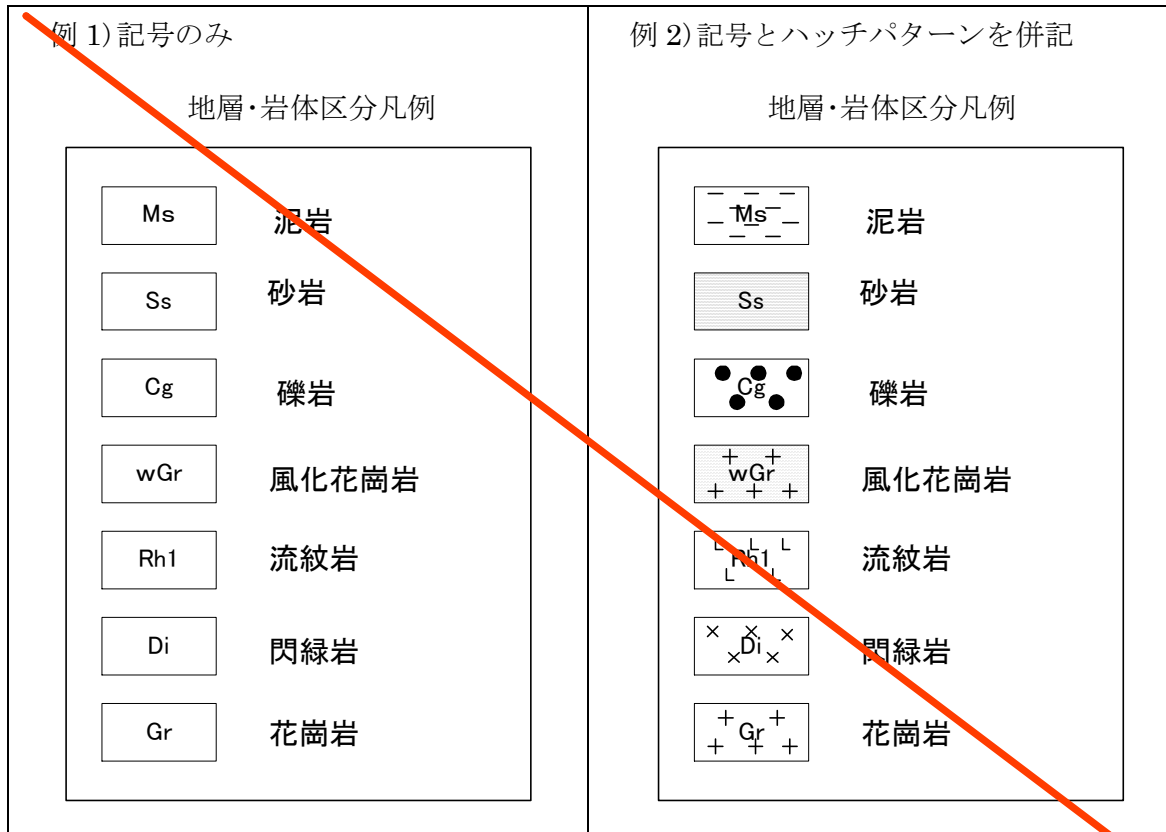 例 1)記号のみ
地層・岩体区分凡例
Ms 泥岩
Ss 砂岩
Cg 礫岩
wGr 風化花崗岩
Rh1 流紋岩
Di 閃緑岩
Gr 花崗岩
例 2)記号とハッチパターンを併記
地層・岩体区分凡例
Ms 泥岩
Ss 砂岩
Cg 礫岩
wGr 風化花崗岩
Rh1 流紋岩
Di 閃緑岩
Gr 花崗岩